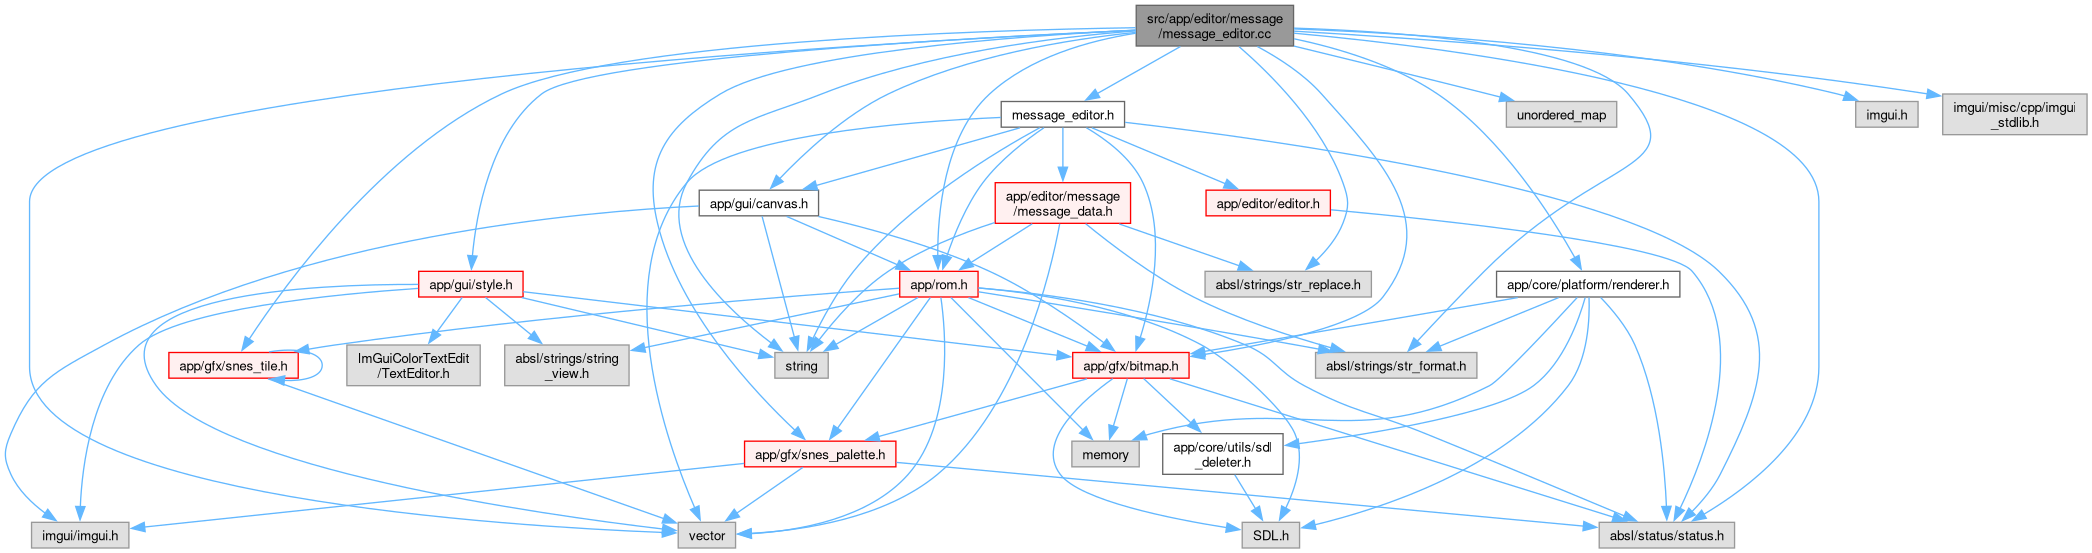 src/app/editor/message
/message_editor.cc
message_editor.h
unordered_map
imgui.h
imgui/misc/cpp/imgui
_stdlib.h
app/gui/canvas.h
app/editor/message
/message_data.h
app/editor/editor.h
app/gui/style.h
app/rom.h
absl/strings/str_replace.h
app/core/platform/renderer.h
app/gfx/snes_tile.h
ImGuiColorTextEdit
/TextEditor.h
absl/strings/string
_view.h
string
app/gfx/bitmap.h
absl/strings/str_format.h
app/gfx/snes_palette.h
memory
app/core/utils/sdl
_deleter.h
imgui/imgui.h
vector
SDL.h
absl/status/status.h